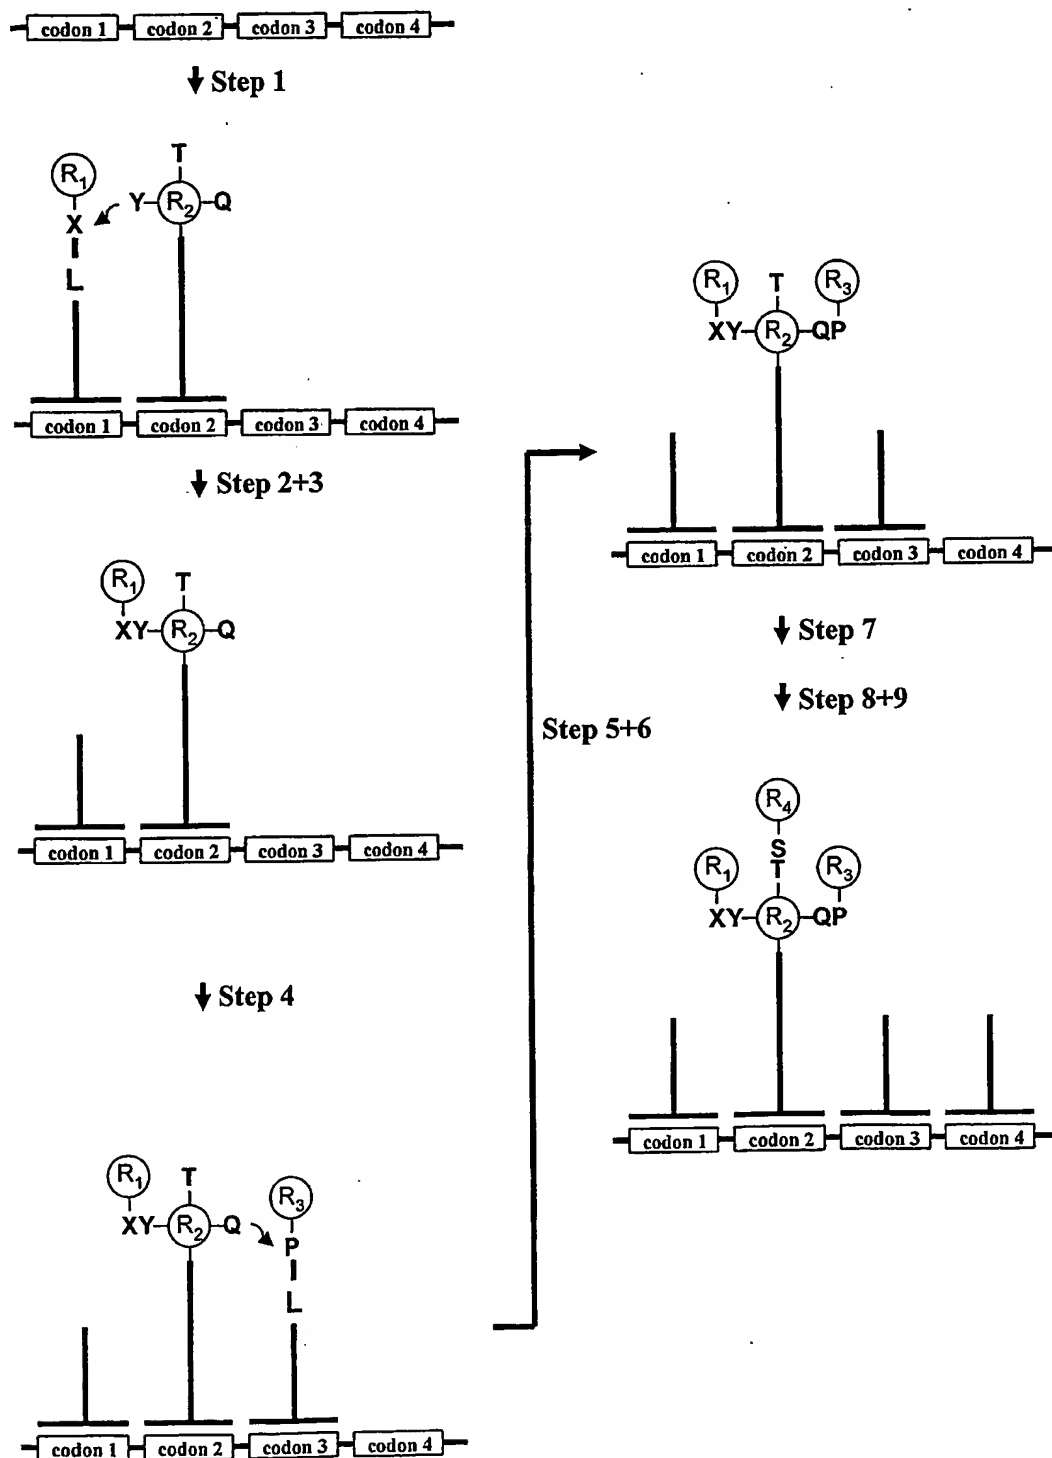 codon 1 codon 2 codon 3 codon 4
Step 1
T
R1
Y R2 Q
X
L
codon 1 codon 2 codon 3 codon 4
Step 2+3
R1 T
XY R2 Q
codon 1 codon 2 codon 3 codon 4
Step 4
R1 T R3
XY R2 Q P
L
codon 1 codon 2 codon 3 codon 4
Step 5+6
R1 T R3
XY R2 QP
codon 1 codon 2 codon 3 codon 4
Step 7
Step 8+9
R4
S
R1 T R3
XY R2 QP
codon 1 codon 2 codon 3 codon 4